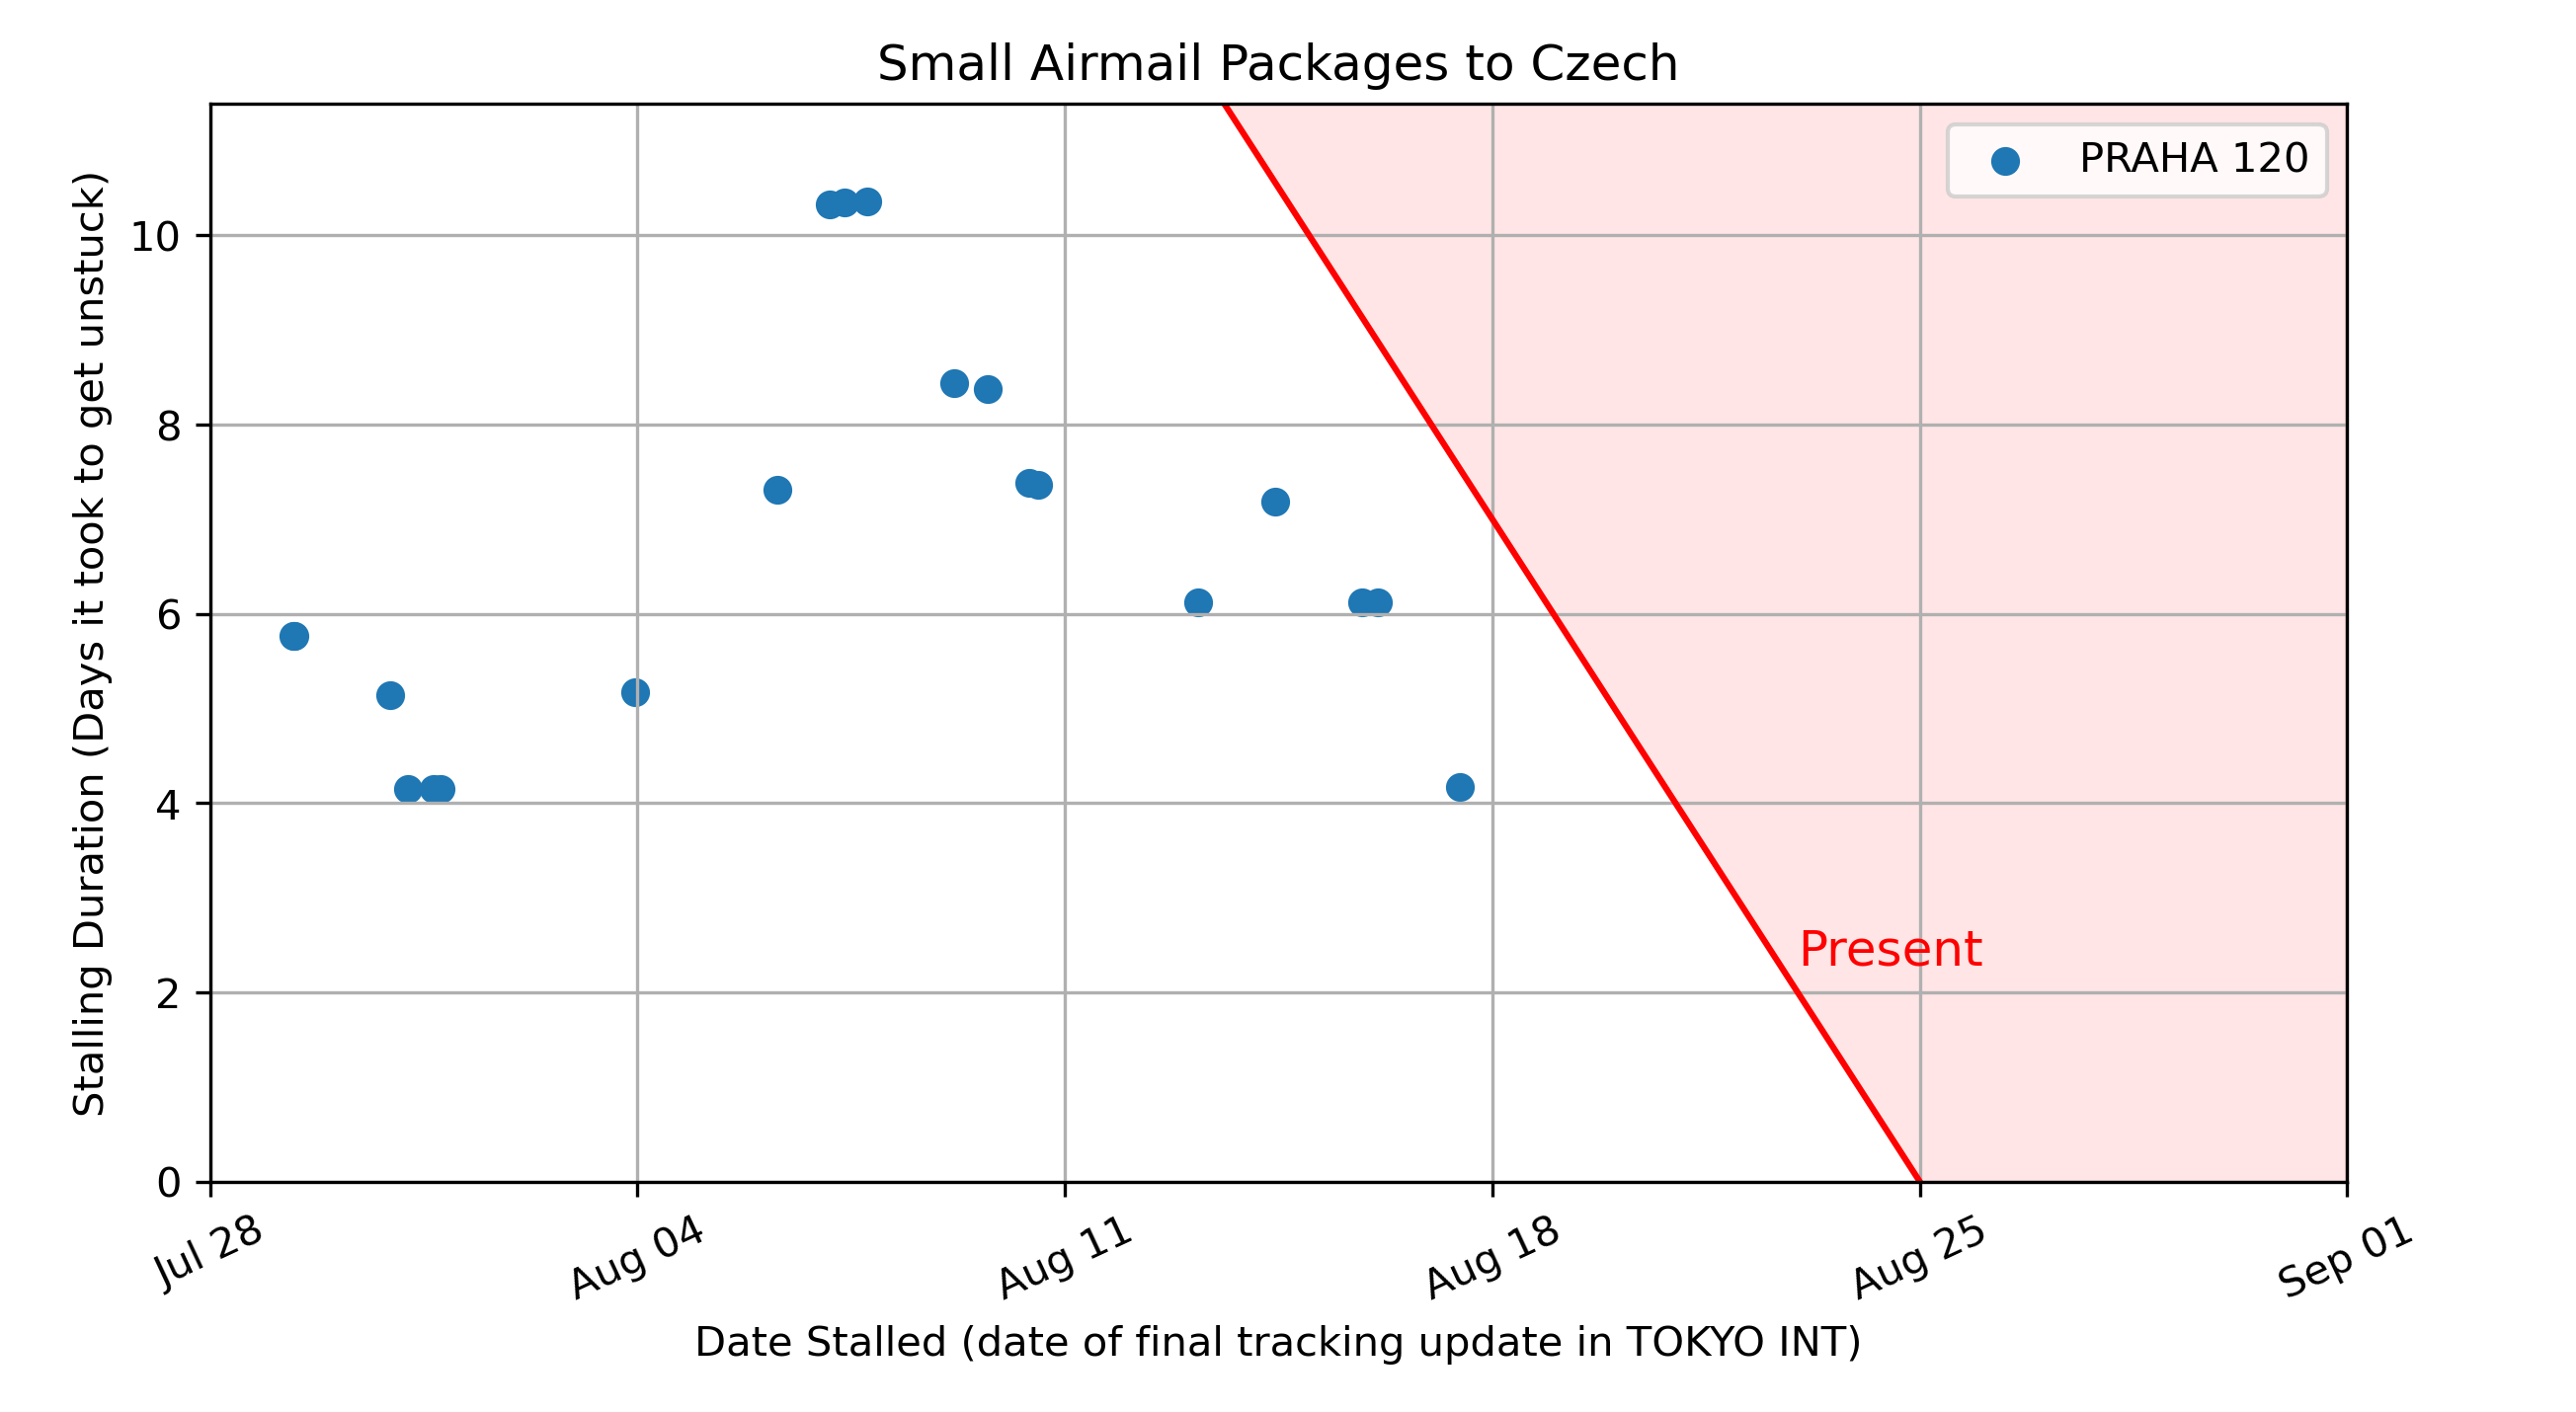 Small Airmail Packages to Czech
PRAHA 120
Stalling Duration (Days it took to get unstuck)
10
8
6
4
2
0
Present
Jul 28
Aug 04
Aug 11
Aug 18
Aug 25
Sep 01
Date Stalled (date of final tracking update in TOKYO INT)